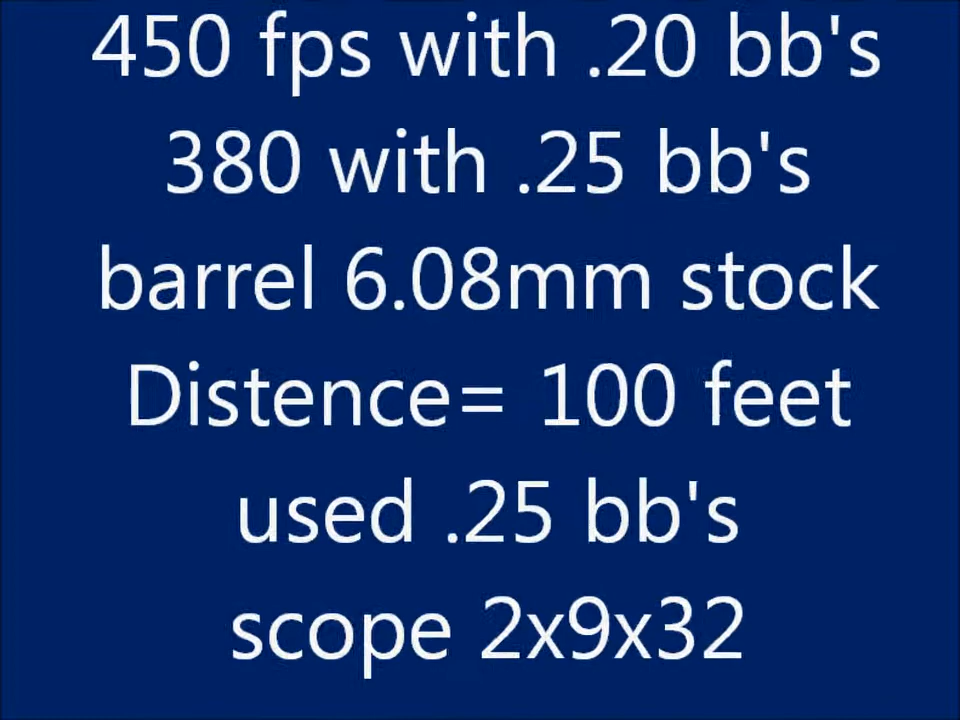 450 fps with .20 bb's
380 with .25 bb's
barrel 6.08mm stock
Distence= 100 feet
used .25 bb's
scope 2x9x32